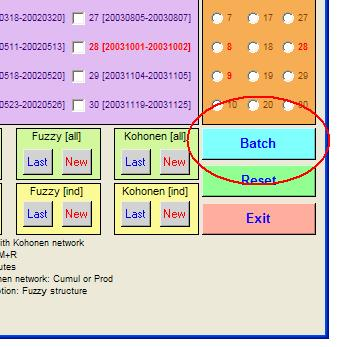 0318-20020320] 27 [20030805-20030807] 7 17 27
0511-20020513] 28 [20031001-20031002] 8 18 28
0518-20020520] 29 [20031104-20031105] 9 19 29
0523-20020526] 30 [20031119-20031125] 10 20 30
Fuzzy [all] Kohonen [all] Batch
Last New Last New
Reset
Fuzzy [ind] Kohonen [ind]
Last New Last New Exit
ith Kohonen network
M+R
utes
nen network: Cumul or Prod
tion: Fuzzy structure